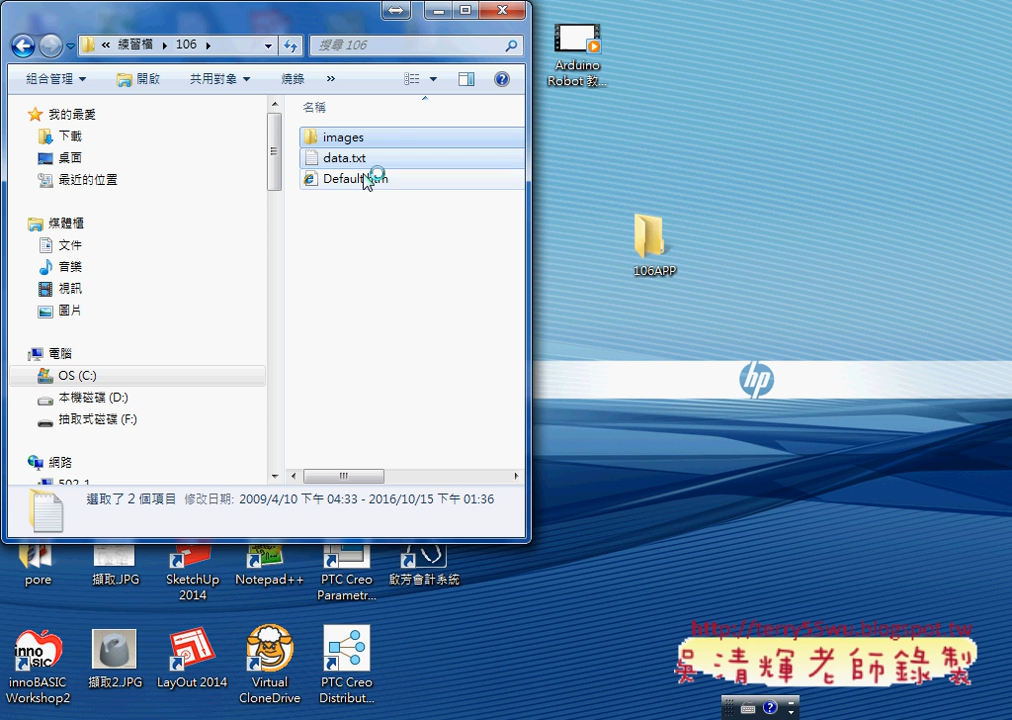 « 練習檔 ▸ 106 ▸
搜尋 106
組合管理 ▼ 開啟 共用對象 ▼ 燒錄 »
我的最愛
下載
桌面
最近的位置
媒體櫃
文件
音樂
視訊
圖片
電腦
OS (C:)
本機磁碟 (D:)
抽取式磁碟 (F:)
網路
502-1
名稱
images
data.txt
選取了 2 個項目 修改日期: 2009/4/10 下午 04:33 - 2016/10/15 下午 01:36
Arduino
Robot 教...
106APP
hp
pore
擷取.JPG
SketchUp
2014
Notepad++
PTC Creo
Parametr...
啟芳會計系統
innoBASIC
Workshop2
擷取2.JPG
LayOut 2014
Virtual
CloneDrive
PTC Creo
Distribut...
http://terry55wu.blogspot.tw
吳清輝老師錄製